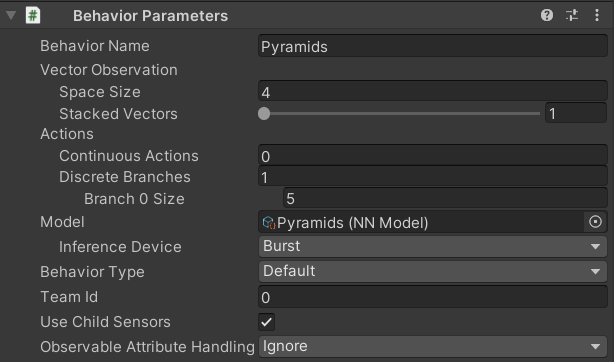 Behavior Parameters
Behavior Name Pyramids
Vector Observation
Space Size 4
Stacked Vectors 1
Actions
Continuous Actions 0
Discrete Branches 1
Branch 0 Size 5
Model Pyramids (NN Model)
Inference Device Burst
Behavior Type Default
Team Id 0
Use Child Sensors
Observable Attribute Handling Ignore